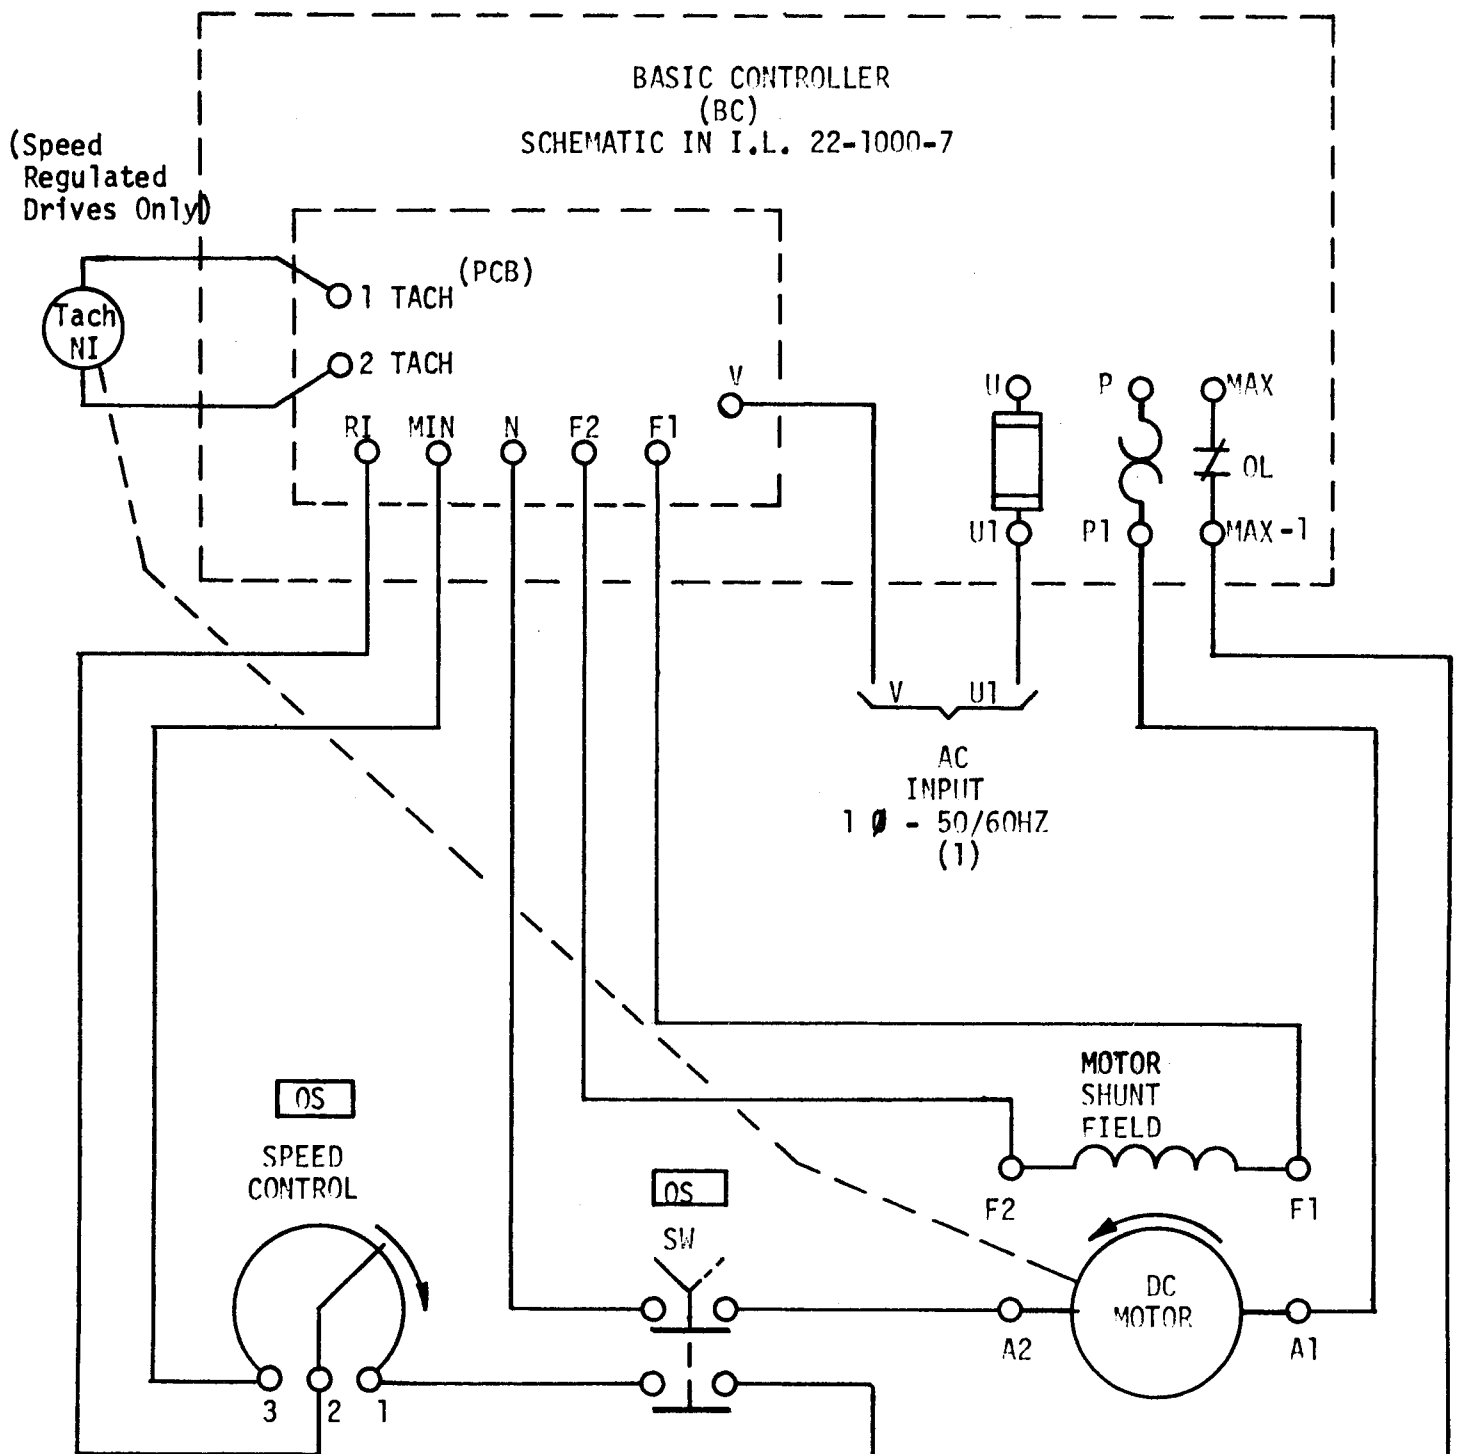 BASIC CONTROLLER
(BC)
SCHEMATIC IN I.L. 22-1000-7
(Speed
Regulated
Drives Only)
(PCB)
1 TACH
Tach
NI
2 TACH
V
U
P
MAX
RI
MIN
N
F2
F1
OL
U1
P1
MAX-1
V
U1
AC
INPUT
1 Ø - 50/60HZ
(1)
MOTOR
SHUNT
FIELD
OS
SPEED
CONTROL
OS
SW
F2
F1
DC
MOTOR
A2
A1
3
2
1